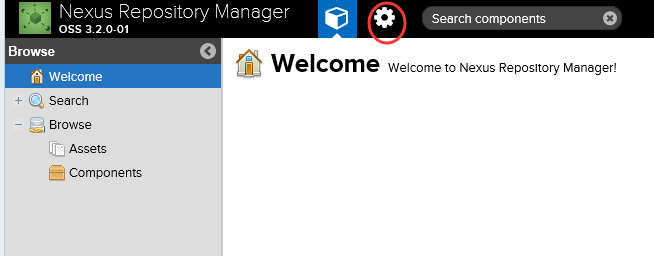 Nexus Repository Manager
OSS 3.2.0-01
Search components
Browse
Welcome
Search
Browse
Assets
Components
Welcome Welcome to Nexus Repository Manager!